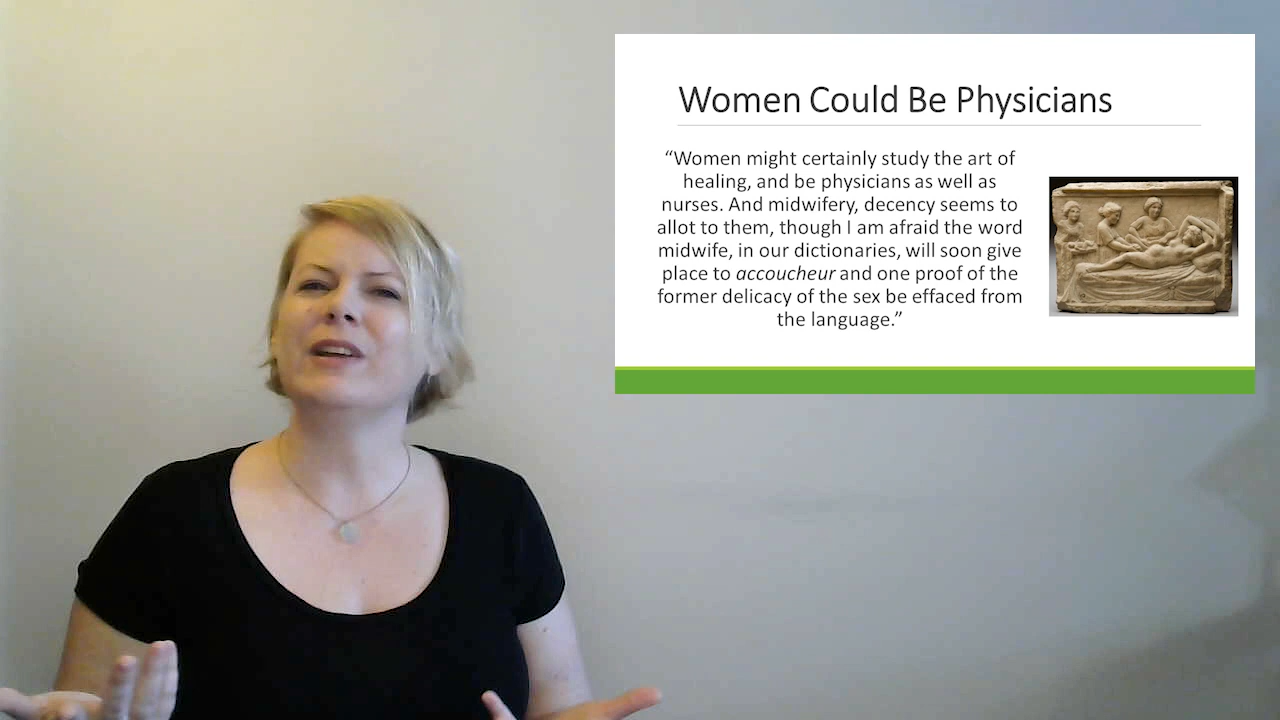 Women Could Be Physicians
“Women might certainly study the art of
healing, and be physicians as well as
nurses. And midwifery, decency seems to
allot to them, though I am afraid the word
midwife, in our dictionaries, will soon give
place to accoucheur and one proof of the
former delicacy of the sex be effaced from
the language.”